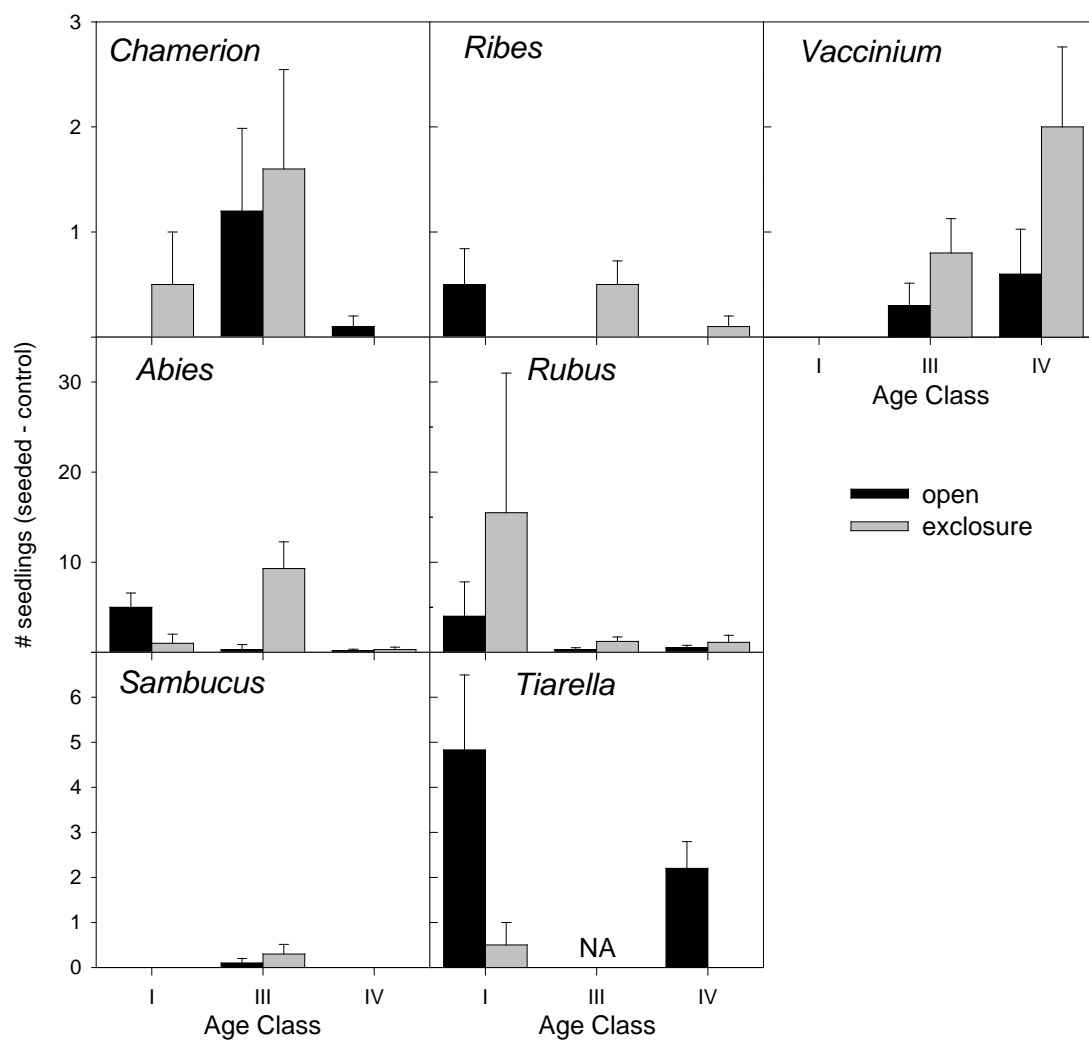 3
Chamerion
Ribes
Vaccinium
2
1
I III IV
Age Class
Abies
Rubus
30
20
10
# seedlings (seeded - control)
open
exclosure
Sambucus
Tiarella
6
5
4
3
2
1
0
NA
I III IV
I III IV
Age Class
Age Class